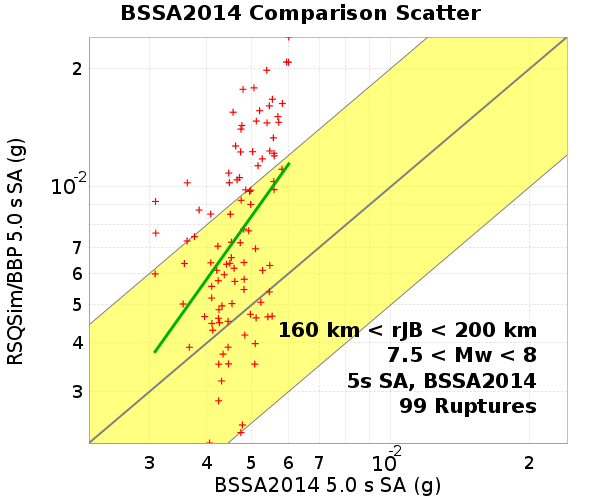 BSSA2014 Comparison Scatter
RSQSim/BBP 5.0 s SA (g)
2
10⁻²
7
6
5
4
3
160 km < rJB < 200 km
7.5 < Mw < 8
5s SA, BSSA2014
99 Ruptures
3 4 5 6 7 10⁻² 2
BSSA2014 5.0 s SA (g)